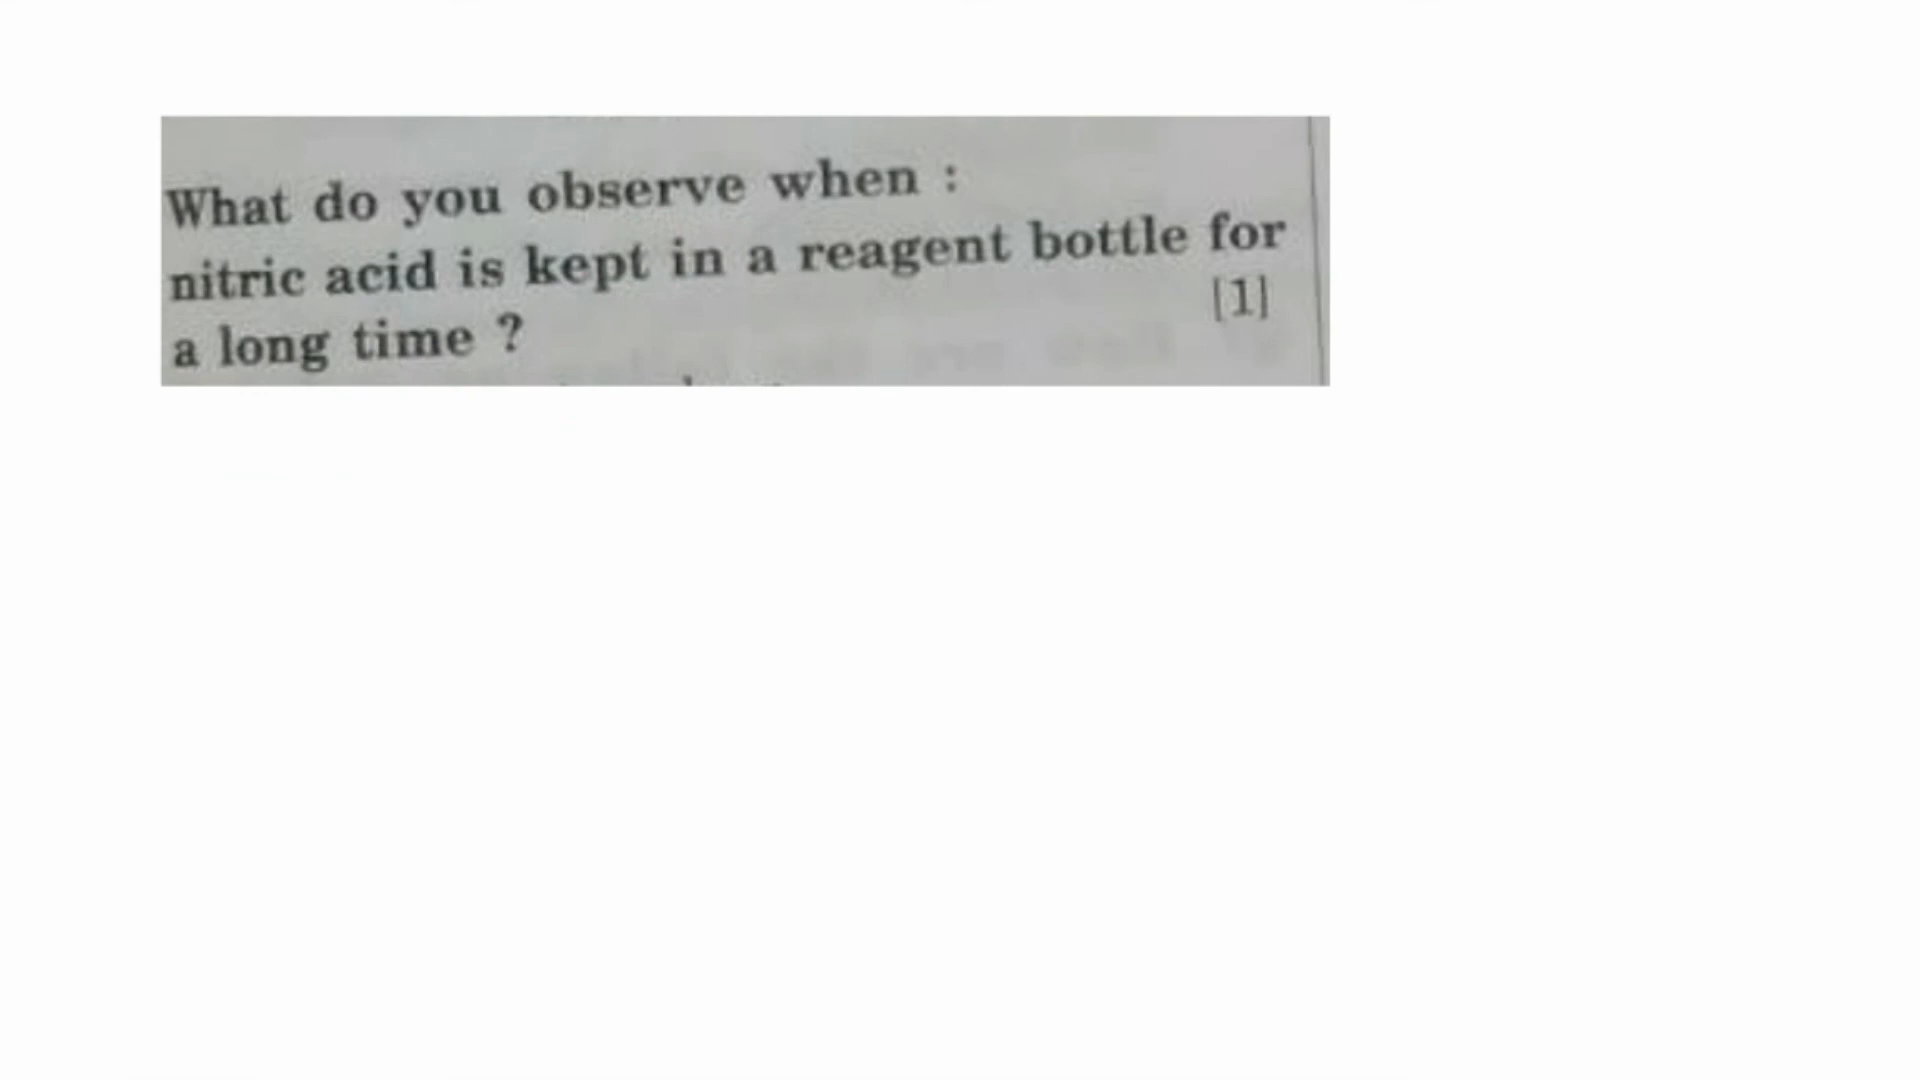 What do you observe when :
nitric acid is kept in a reagent bottle for
a long time ? [1]